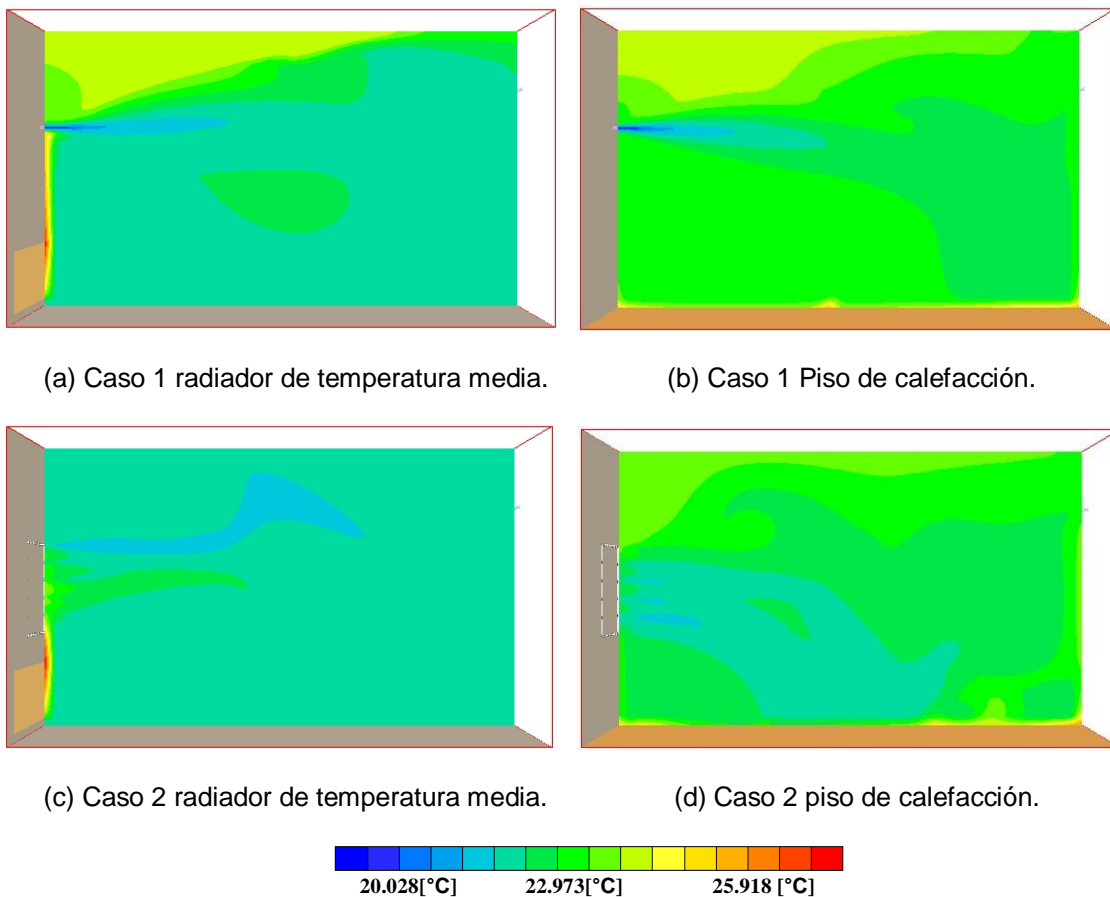 (a) Caso 1 radiador de temperatura media.
(b) Caso 1 Piso de calefacción.
(c) Caso 2 radiador de temperatura media.
(d) Caso 2 piso de calefacción.
20.028[°C] 22.973[°C] 25.918 [°C]